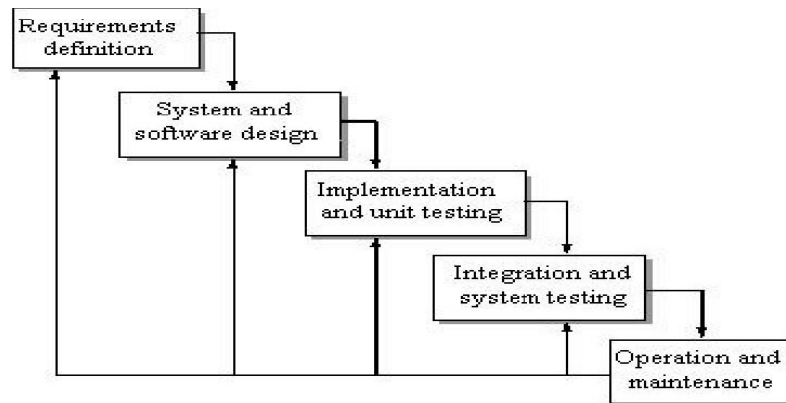 Requirements
definition
System and
software design
Implementation
and unit testing
Integration and
system testing
Operation and
maintenance